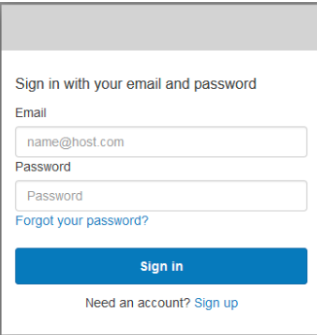 Sign in with your email and password
Email
name@host.com
Password
Password
Forgot your password?
Sign in
Need an account? Sign up